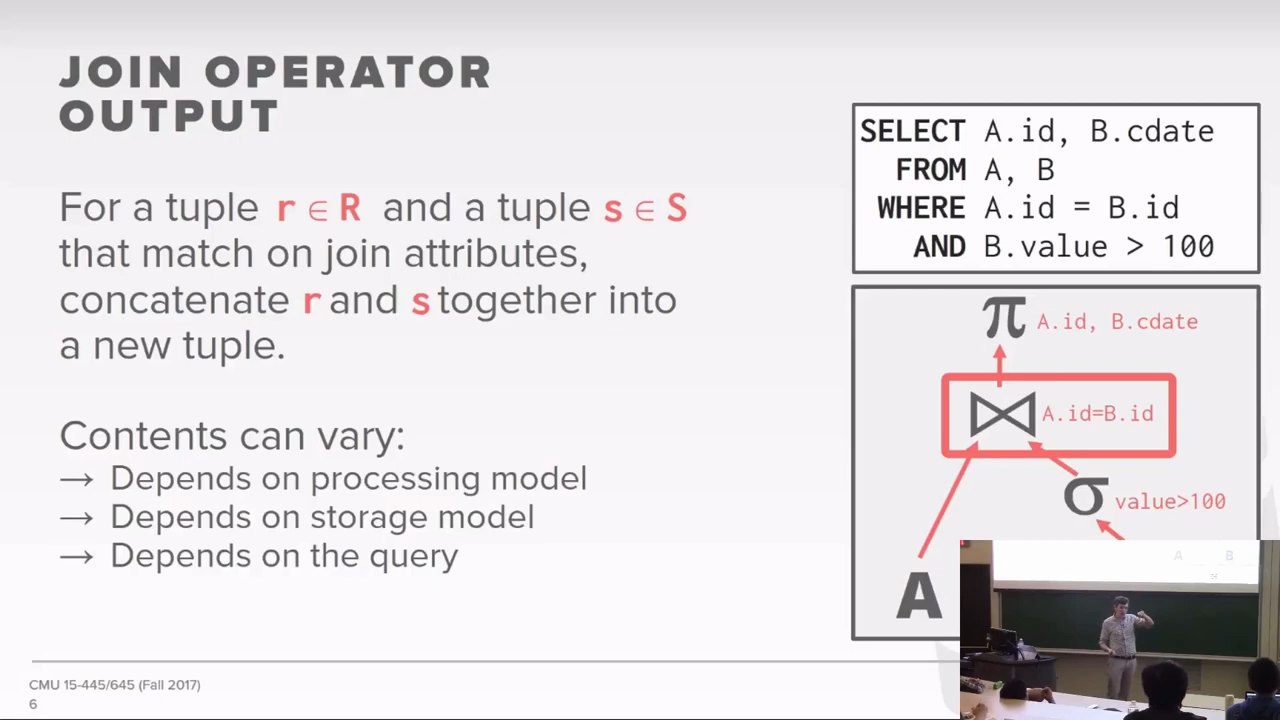 JOIN OPERATOR
OUTPUT
For a tuple r ∈ R and a tuple s ∈ S
that match on join attributes,
concatenate r and s together into
a new tuple.
Contents can vary:
→ Depends on processing model
→ Depends on storage model
→ Depends on the query
SELECT A.id, B.cdate
FROM A, B
WHERE A.id = B.id
AND B.value > 100
π A.id, B.cdate
⋈ A.id=B.id
σ value>100
A
A B
CMU 15-445/645 (Fall 2017)
6